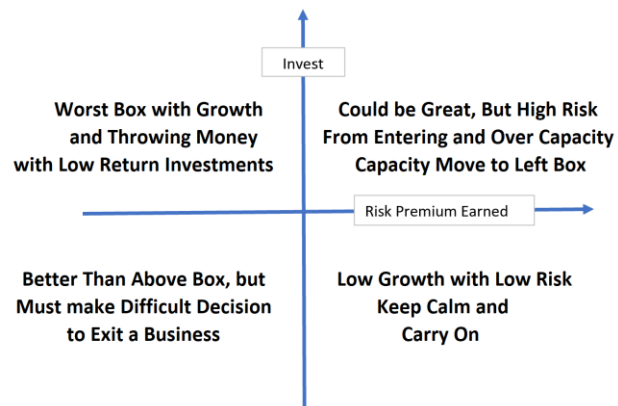 Invest
Worst Box with Growth
and Throwing Money
with Low Return Investments
Could be Great, But High Risk
From Entering and Over Capacity
Capacity Move to Left Box
Risk Premium Earned
Better Than Above Box, but
Must make Difficult Decision
to Exit a Business
Low Growth with Low Risk
Keep Calm and
Carry On